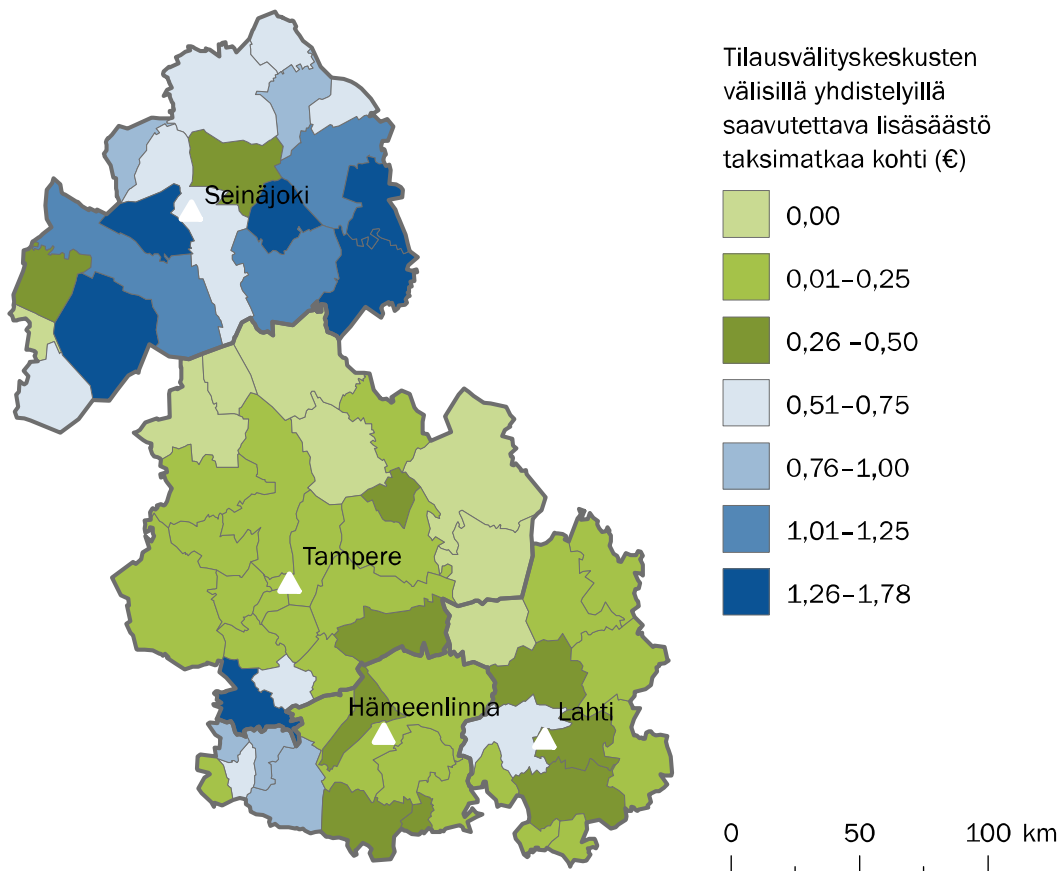 Tilausvälityskeskusten
välisillä yhdistelyillä
saavutettava lisäsäästö
taksimatkaa kohti (€)
0,00
0,01–0,25
0,26 –0,50
0,51–0,75
0,76–1,00
1,01–1,25
1,26–1,78
Seinäjoki
Tampere
Hämeenlinna
Lahti
0 50 100 km